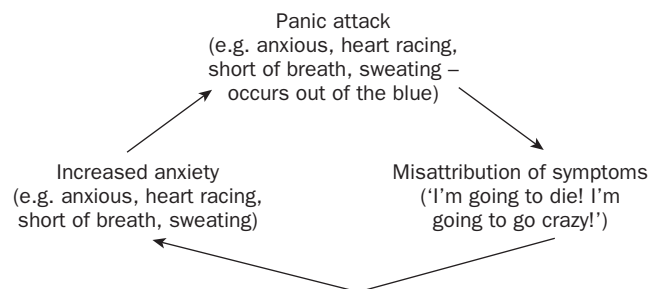 Panic attack
(e.g. anxious, heart racing,
short of breath, sweating –
occurs out of the blue)
Increased anxiety
(e.g. anxious, heart racing,
short of breath, sweating)
Misattribution of symptoms
(‘I’m going to die! I’m
going to go crazy!’)